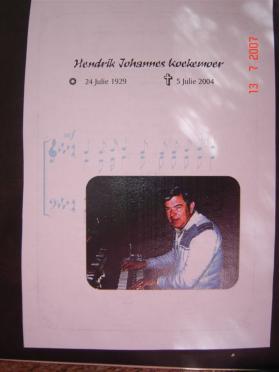 Hendrik Johannes Koekemoer
24 Julie 1929 5 Julie 2004
13 7 2007